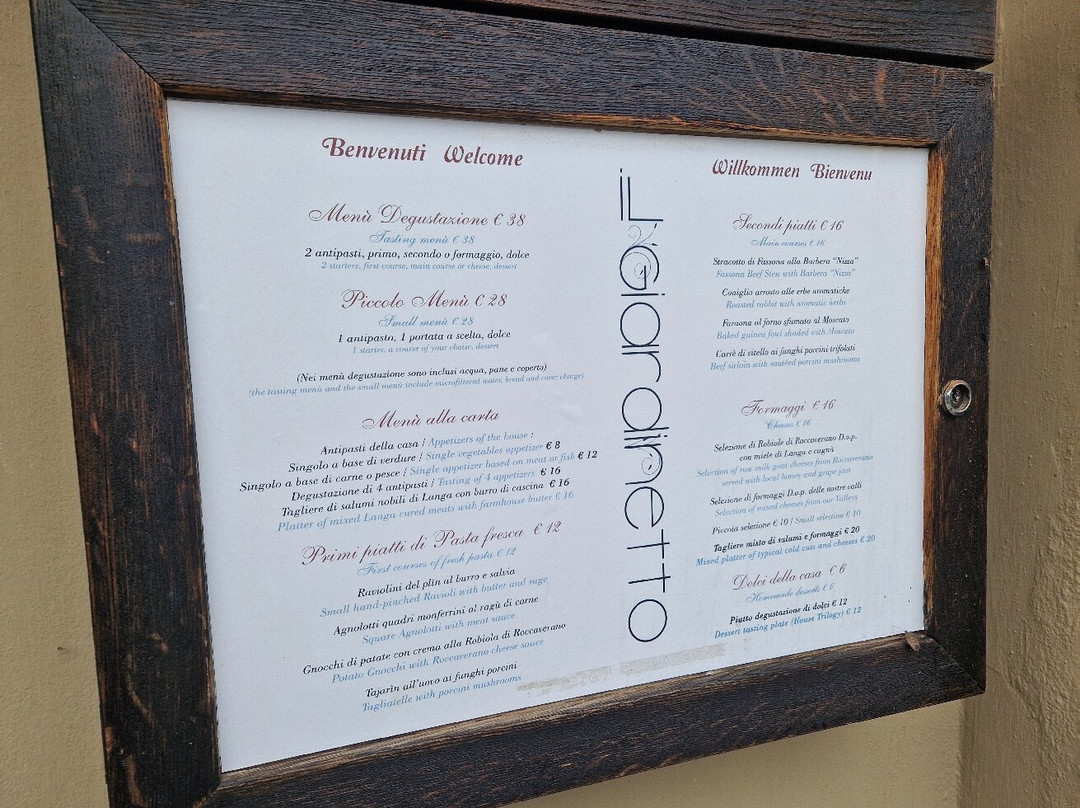 Benvenuti Welcome
Menù Degustazione € 38
Tasting menù € 38
2 antipasti, primo, secondo o formaggio, dolce
2 starters, first course, main course or cheese, dessert
Piccolo Menù € 28
Small menù € 28
1 antipasto, 1 portata a scelta, dolce
1 starter, a course of your choise, dessert
(Nei menù degustazione sono inclusi acqua, pane e coperto)
(the tasting menù and the small menù include microfiltered water, bread and cover charge)
Menù alla carta
Antipasti della casa / Appetizers of the house :
Singolo a base di verdure / Single vegetables appetizer € 8
Singolo a base di carne o pesce / Single appetizer based on meat or fish € 12
Degustazione di 4 antipasti / Tasting of 4 appetizers € 16
Tagliere di salumi nobili di Langa con burro di cascina € 16
Platter of mixed Langa cured meats with farmhouse butter € 16
Primi piatti di Pasta fresca € 12
First courses of fresh pasta € 12
Raviolini del plin al burro e salvia
Small hand-pinched Ravioli with butter and sage
Agnolotti quadri monferrini al ragù di carne
Square Agnolotti with meat sauce
Gnocchi di patate con crema alla Robiola di Roccaverano
Potato Gnocchi with Roccaverano cheese sauce
Tajarin all'uovo ai funghi porcini
Tagliatelle with porcini mushrooms
il Giardinetto
Willkommen Bienvenu
Secondi piatti € 16
Main courses € 16
Stracotto di Fassona alla Barbera "Nizza"
Fassona Beef Stew with Barbera "Nizza"
Coniglio arrosto alle erbe aromatiche
Roasted rabbit with aromatic herbs
Faraona al forno sfumata al Moscato
Baked guinea fowl shaded with Moscato
Carrè di vitello ai funghi porcini trifolati
Beef sirloin with sautéed porcini mushrooms
Formaggi € 16
Cheeses € 16
Selezione di Robiole di Roccaverano D.o.p.
con miele di Langa e cugnà
Selection of raw milk goat cheeses from Roccaverano
served with local honey and grape jam
Selezione di formaggi D.o.p. delle nostre valli
Selection of mixed cheeses from our Valleys
Piccola selezione € 10 / Small selection € 10
Tagliere misto di salumi e formaggi € 20
Mixed platter of typical cold cuts and cheeses € 20
Dolci della casa € 6
Homemade desserts € 6
Piatto degustazione di dolci € 12
Dessert tasting plate (House Trilogy) € 12